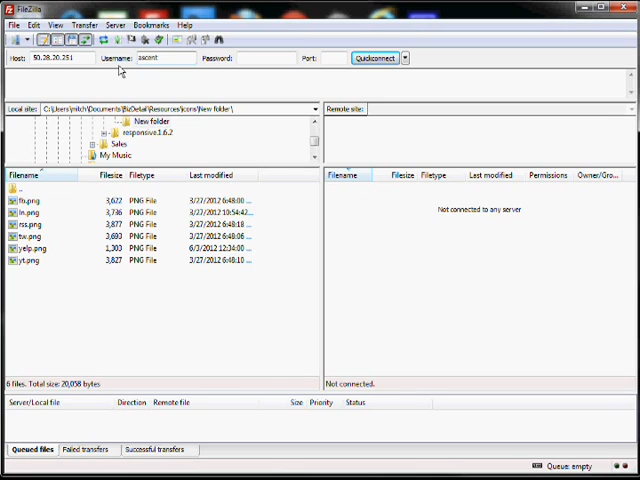 FileZilla
File Edit View Transfer Server Bookmarks Help
Host: 50.28.20.251 Username: ascent Password: Port: Quickconnect
Local site: C:\Users\mitch\Documents\BizDetail\Resources\icons\New folder\ Remote site:
New folder
responsive.1.6.2
Sales
My Music
Filename Filesize Filetype Last modified Filename Filesize Filetype Last modified Permissions Owner/Gro...
..
fb.png 3,622 PNG File 3/27/2012 6:48:00 ...
ln.png 3,736 PNG File 3/27/2012 10:54:42...
rss.png 3,877 PNG File 3/27/2012 6:48:18 ...
tw.png 3,693 PNG File 3/27/2012 6:48:06 ...
yelp.png 1,303 PNG File 6/3/2012 12:34:00 ...
yt.png 3,827 PNG File 3/27/2012 6:48:10 ...
Not connected to any server
6 files. Total size: 20,058 bytes Not connected.
Server/Local file Direction Remote file Size Priority Status
Queued files Failed transfers Successful transfers
Queue: empty